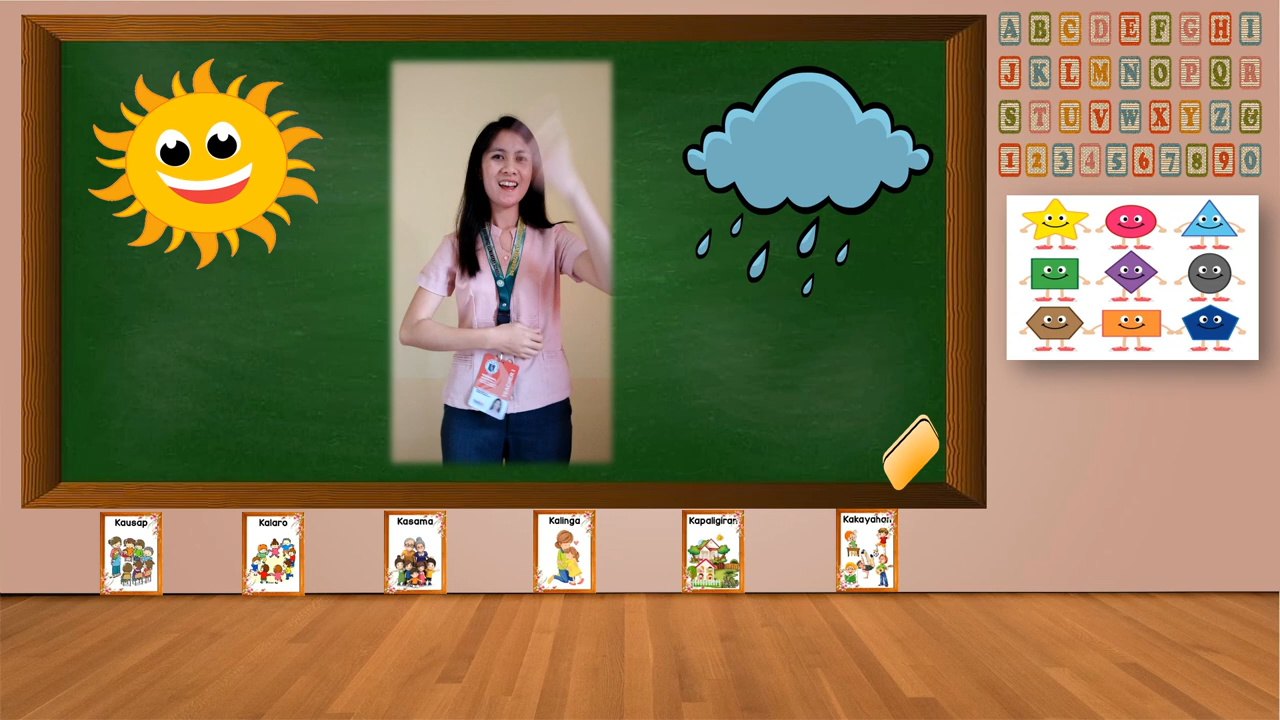 A B C D E F G H I
J K L M N O P Q R
S T U V W X Y Z &
1 2 3 4 5 6 7 8 9 0
Kausap
Kalaro
Kasama
Kalinga
Kapaligiran
Kakayahan